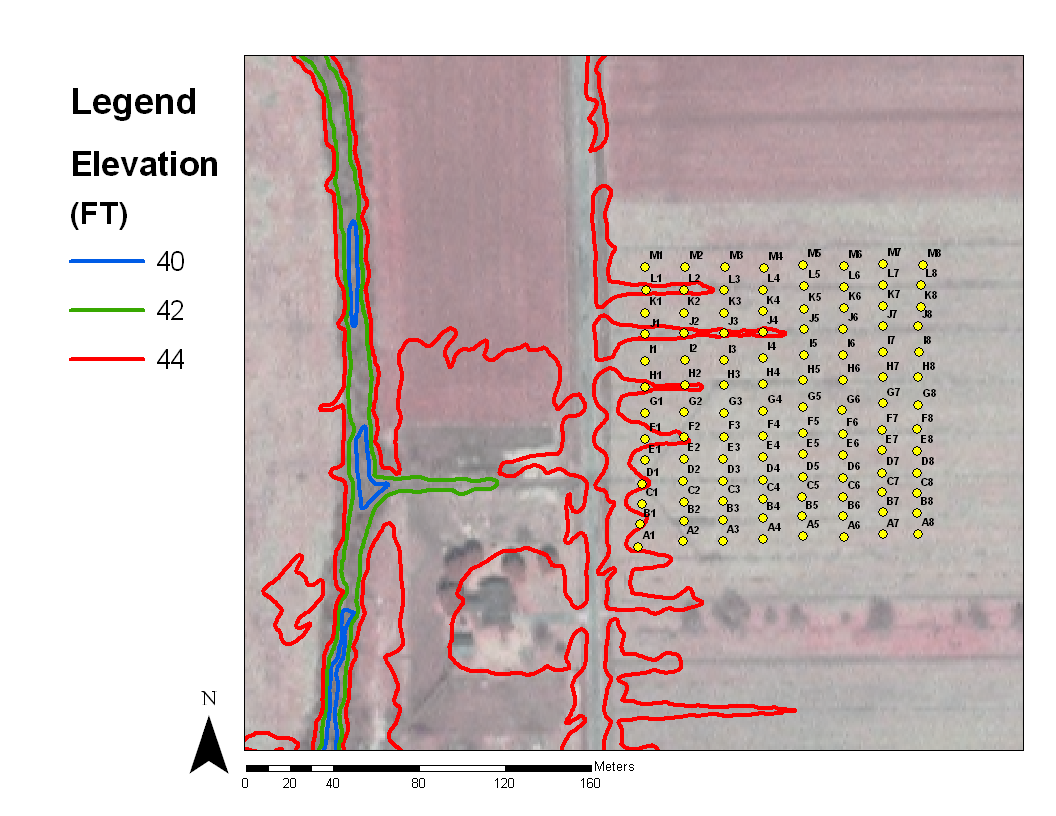 Legend
Elevation
(FT)
40
42
44
N
0 20 40 80 120 160 Meters
M1 M2 M3 M4 M5 M6 M7 M8
L1 L2 L3 L4 L5 L6 L7 L8
K1 K2 K3 K4 K5 K6 K7 K8
J2 J3 J4 J5 J6 J7 J8
I1 I2 I3 I4 I5 I6 I7 I8
H1 H2 H3 H4 H5 H6 H7 H8
G1 G2 G3 G4 G5 G6 G7 G8
F1 F2 F3 F4 F5 F6 F7 F8
E1 E2 E3 E4 E5 E6 E7 E8
D1 D2 D3 D4 D5 D6 D7 D8
C1 C2 C3 C4 C5 C6 C7 C8
B1 B2 B3 B4 B5 B6 B7 B8
A1 A2 A3 A4 A5 A6 A7 A8